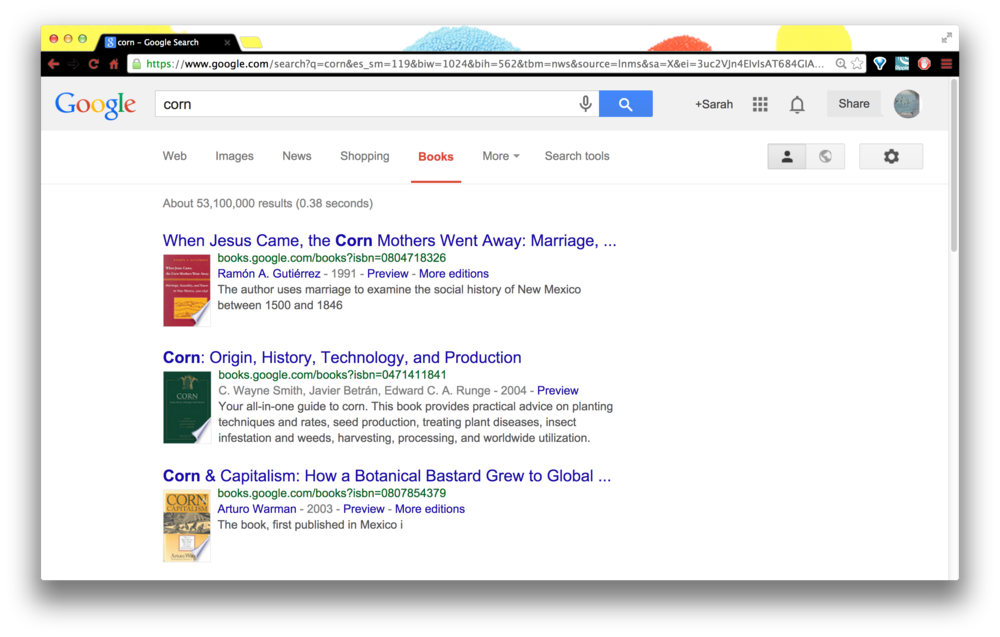 corn - Google Search
https://www.google.com/search?q=corn&es_sm=119&biw=1024&bih=562&tbm=nws&source=lnms&sa=X&ei=3uc2VJn4EIvIsAT684GIA...
Google corn +Sarah Share
Web Images News Shopping Books More Search tools
About 53,100,000 results (0.38 seconds)
When Jesus Came, the Corn Mothers Went Away: Marriage, ...
books.google.com/books?isbn=0804718326
Ramón A. Gutiérrez - 1991 - Preview - More editions
The author uses marriage to examine the social history of New Mexico
between 1500 and 1846
Corn: Origin, History, Technology, and Production
books.google.com/books?isbn=0471411841
C. Wayne Smith, Javier Betrán, Edward C. A. Runge - 2004 - Preview
Your all-in-one guide to corn. This book provides practical advice on planting
techniques and rates, seed production, treating plant diseases, insect
infestation and weeds, harvesting, processing, and worldwide utilization.
CORN
Corn & Capitalism: How a Botanical Bastard Grew to Global ...
books.google.com/books?isbn=0807854379
Arturo Warman - 2003 - Preview - More editions
The book, first published in Mexico i
CORN
CAPITALISM